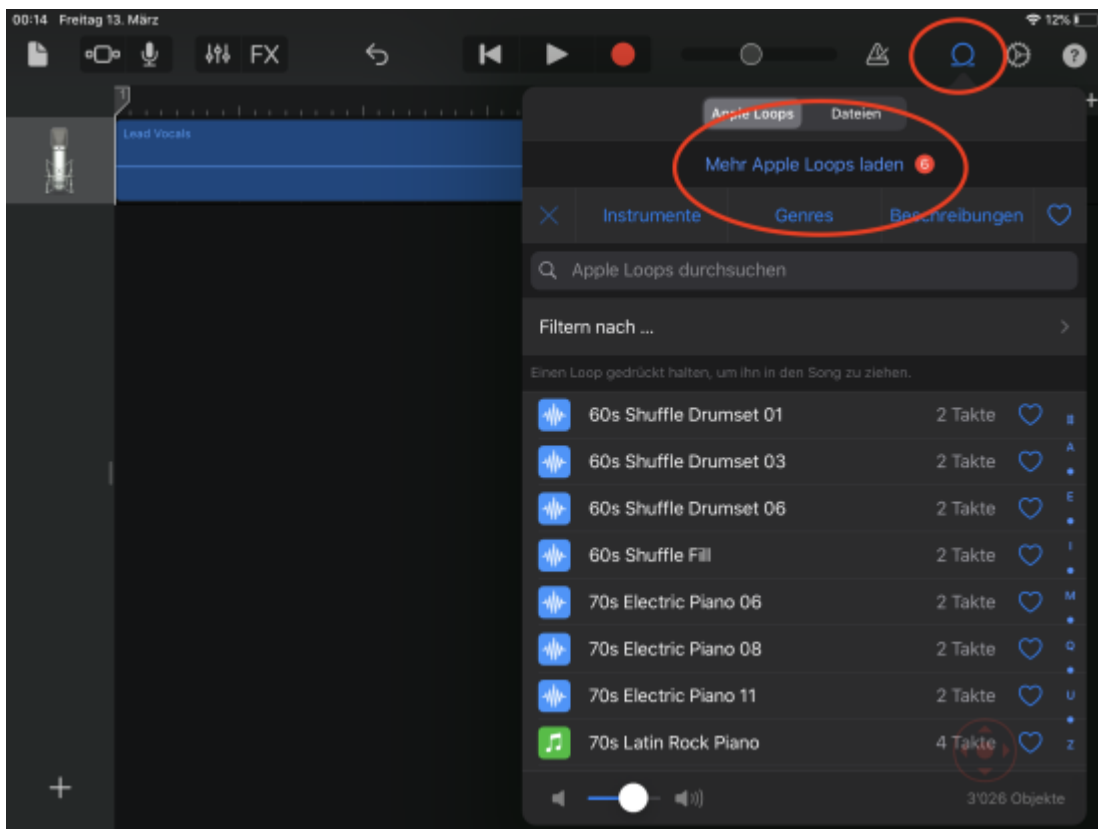 00:14 Freitag 13. März
12%
FX
?
1
Lead Vocals
Apple Loops Dateien
Mehr Apple Loops laden 6
Instrumente Genres Beschreibungen
Apple Loops durchsuchen
Filtern nach ...
Einen Loop gedrückt halten, um ihn in den Song zu ziehen.
60s Shuffle Drumset 01 2 Takte
60s Shuffle Drumset 03 2 Takte
60s Shuffle Drumset 06 2 Takte
60s Shuffle Fill 2 Takte
70s Electric Piano 06 2 Takte
70s Electric Piano 08 2 Takte
70s Electric Piano 11 2 Takte
70s Latin Rock Piano 4 Takte
#
A
E
I
M
Q
U
Z
3'026 Objekte